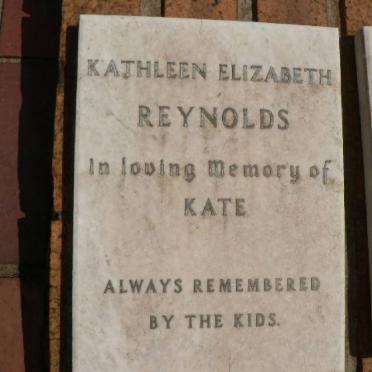 KATHLEEN ELIZABETH
REYNOLDS
In loving Memory of
KATE
ALWAYS REMEMBERED
BY THE KIDS.